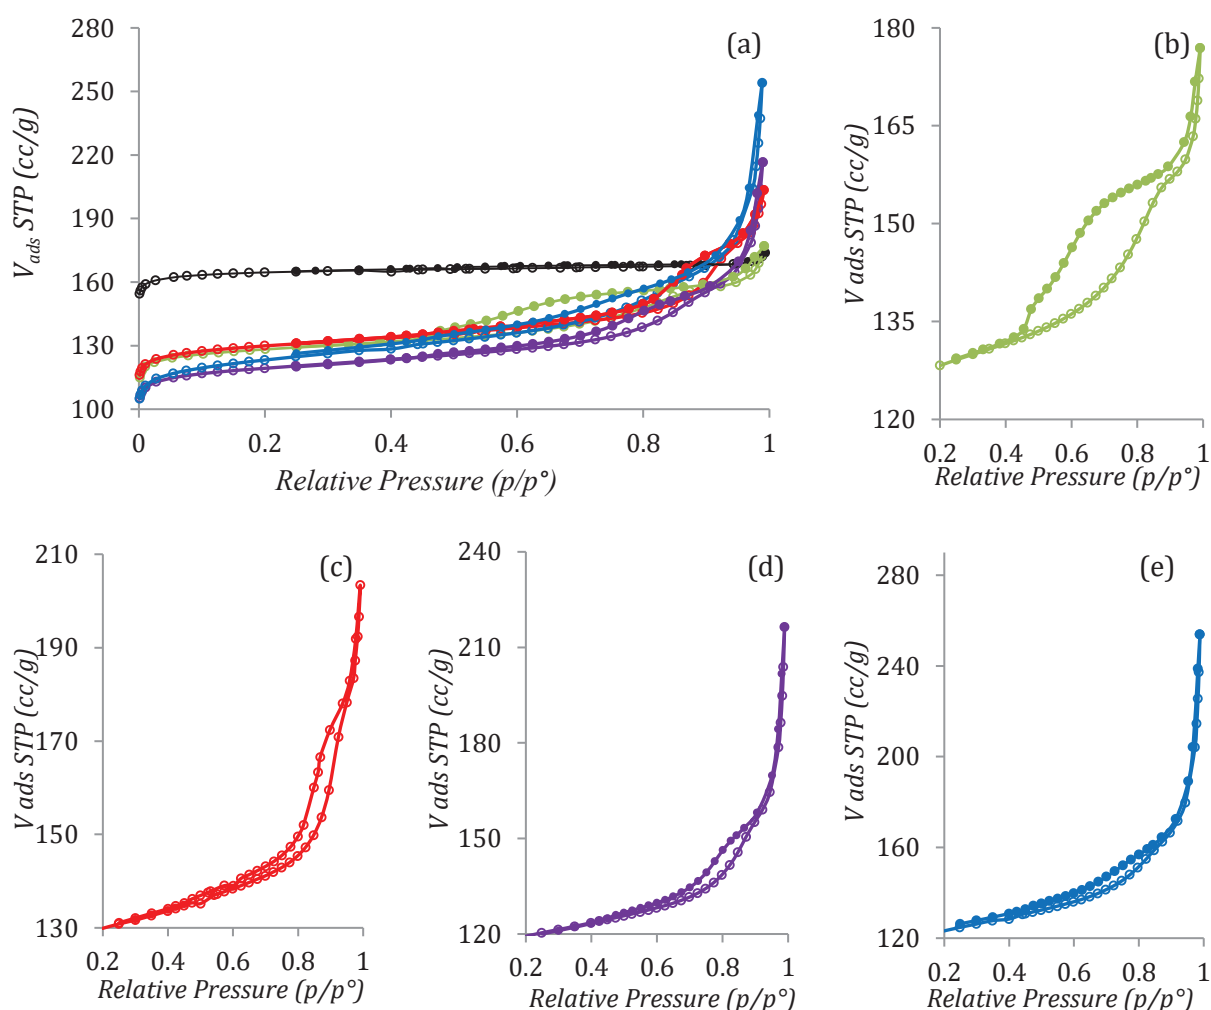 (a)
280
250
220
190
160
130
100
V_ads STP (cc/g)
0 0.2 0.4 0.6 0.8 1
Relative Pressure (p/p°)
(b)
180
165
150
135
120
V ads STP (cc/g)
0.2 0.4 0.6 0.8 1
Relative Pressure (p/p°)
(c)
210
190
170
150
130
V ads STP (cc/g)
0.2 0.4 0.6 0.8 1
Relative Pressure (p/p°)
(d)
240
210
180
150
120
V ads STP (cc/g)
0.2 0.4 0.6 0.8 1
Relative Pressure (p/p°)
(e)
280
240
200
160
120
V ads STP (cc/g)
0.2 0.4 0.6 0.8 1
Relative Pressure (p/p°)